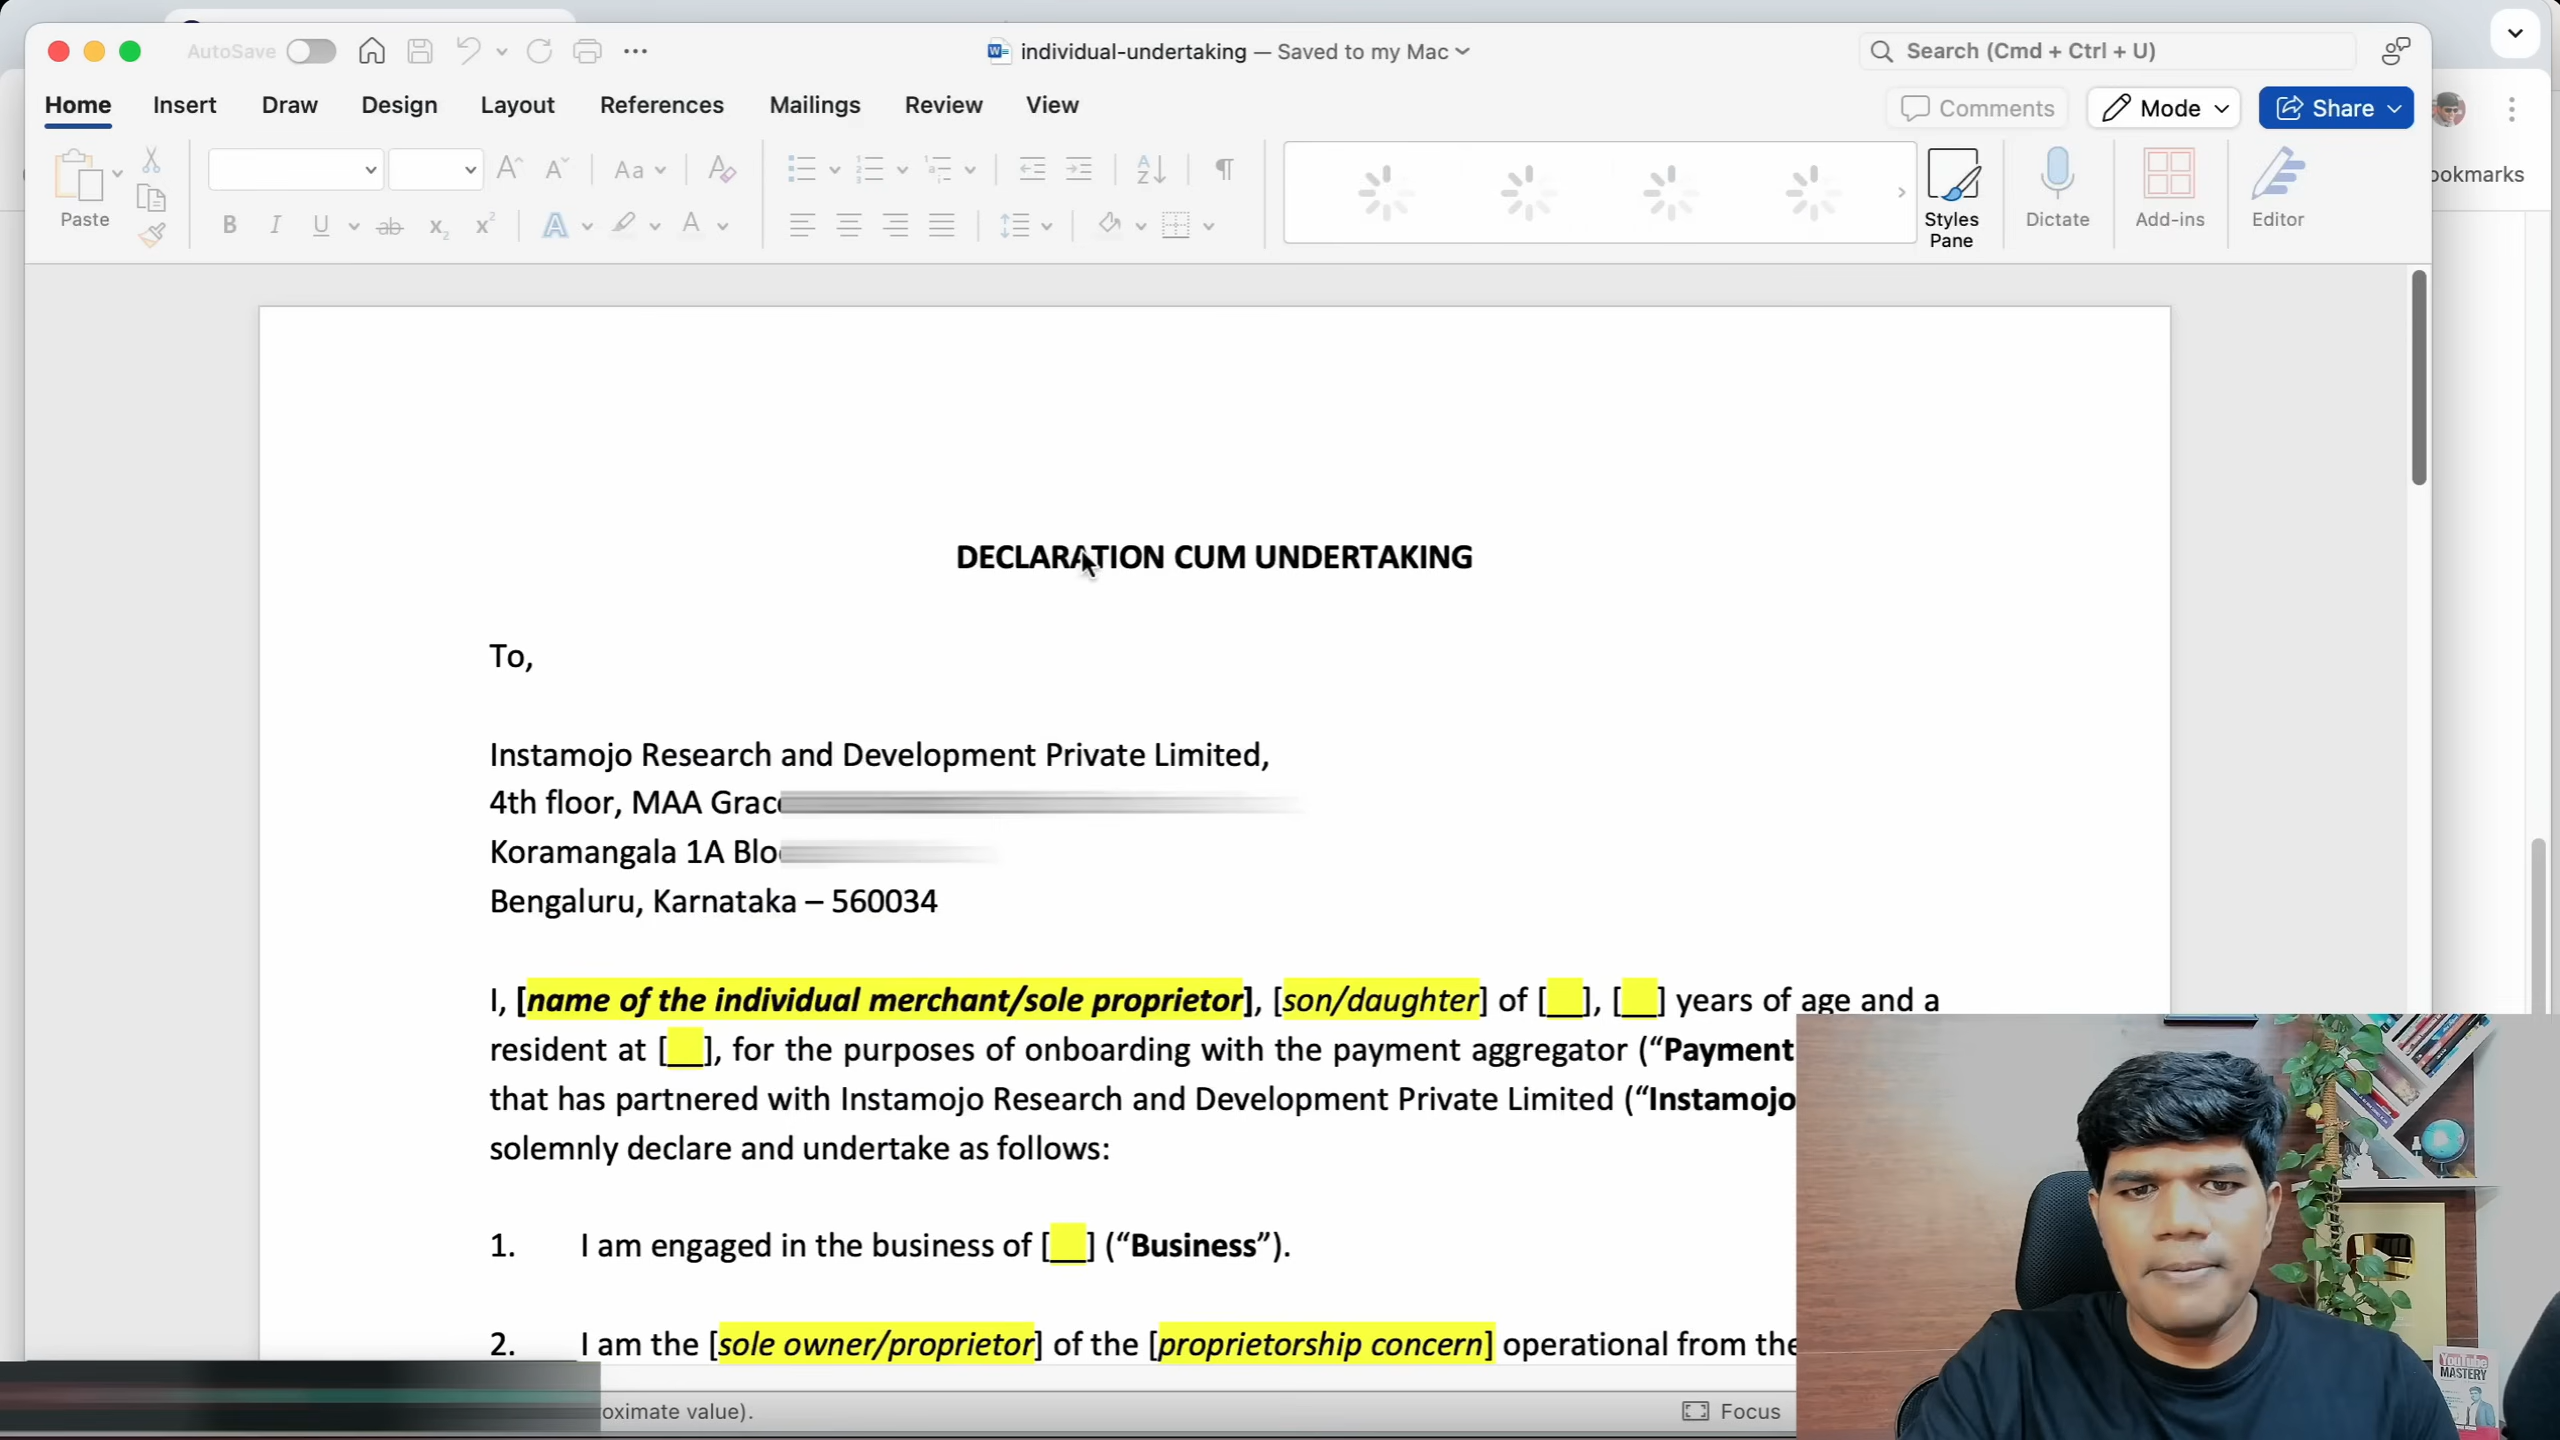 AutoSave
individual-undertaking — Saved to my Mac
Search (Cmd + Ctrl + U)
Home Insert Draw Design Layout References Mailings Review View
Comments Mode Share
Paste
Aa
Styles Pane
Dictate
Add-ins
Editor
ookmarks
DECLARATION CUM UNDERTAKING
To,
Instamojo Research and Development Private Limited,
4th floor, MAA Grac
Koramangala 1A Blo
Bengaluru, Karnataka – 560034
I, [name of the individual merchant/sole proprietor], [son/daughter] of [__], [__] years of age and a
resident at [__], for the purposes of onboarding with the payment aggregator (“Payment
that has partnered with Instamojo Research and Development Private Limited (“Instamojo
solemnly declare and undertake as follows:
1. I am engaged in the business of [__] (“Business”).
2. I am the [sole owner/proprietor] of the [proprietorship concern] operational from the
oximate value).
Focus
YouTube
MASTERY